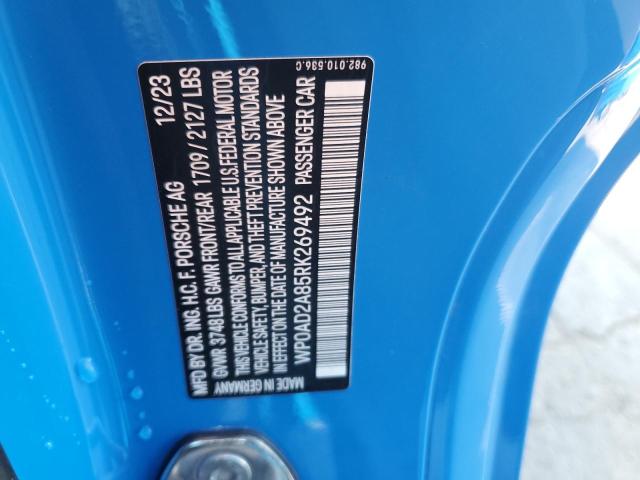 MFD BY DR. ING. H.C. F. PORSCHE AG 12/23
GVWR 3748 LBS GAWR FRONT/REAR 1709 / 2127 LBS
THIS VEHICLE CONFORMS TO ALL APPLICABLE U.S. FEDERAL MOTOR
VEHICLE SAFETY, BUMPER, AND THEFT PREVENTION STANDARDS
IN EFFECT ON THE DATE OF MANUFACTURE SHOWN ABOVE
WP0AD2A85RK269492 PASSENGER CAR
MADE IN GERMANY
982.010.536.C